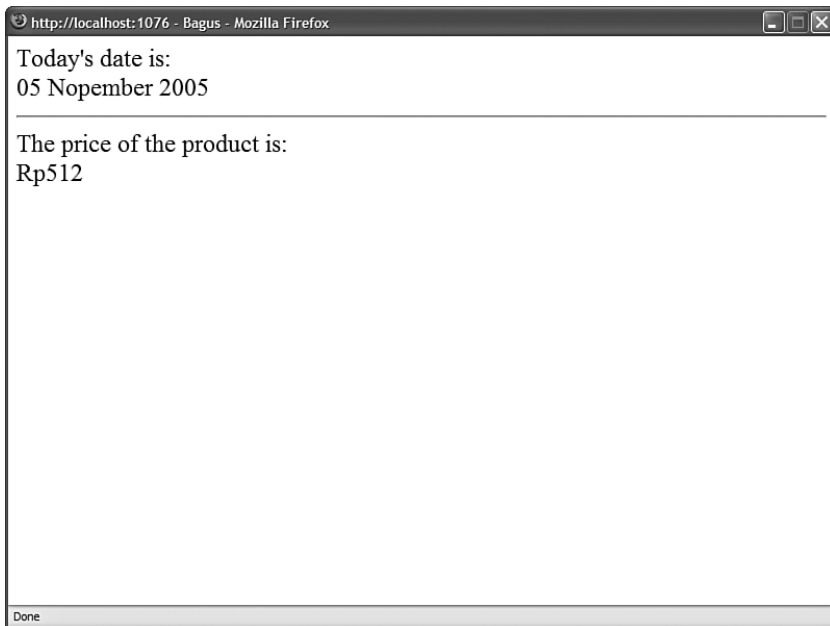 http://localhost:1076 - Bagus - Mozilla Firefox
Today's date is:
05 Nopember 2005
The price of the product is:
Rp512
Done